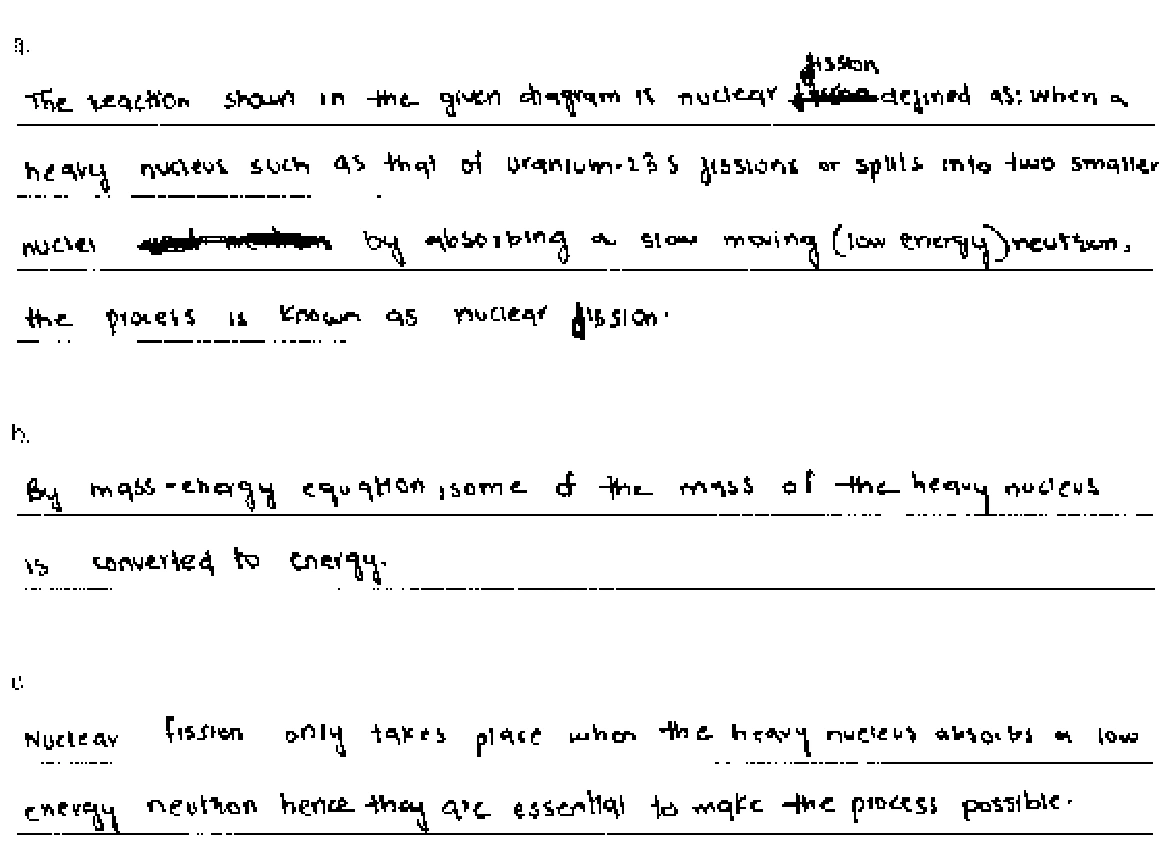 a.
fission
The reaction shown in the given diagram is nuclear defined as: when a
heavy nucleus such as that of Uranium-235 fissions or splits into two smaller
nuclei by absorbing a slow moving (low energy) neutron.
the process is known as nuclear fission.
b.
By mass-energy equation, some of the mass of the heavy nucleus
is converted to energy.
c.
Nuclear fission only takes place when the heavy nucleus absorbs a low
energy neutron hence they are essential to make the process possible.